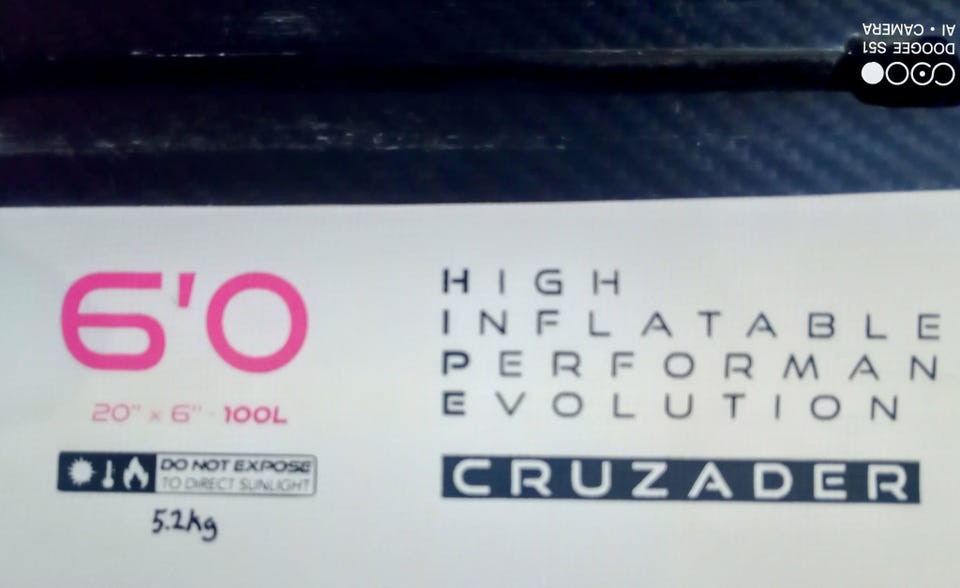 DOOGEE S51
AI • CAMERA
6'0
20" x 6" - 100L
DO NOT EXPOSE
TO DIRECT SUNLIGHT
5.2kg
HIGH
INFLATABLE
PERFORMAN
EVOLUTION
CRUZADER